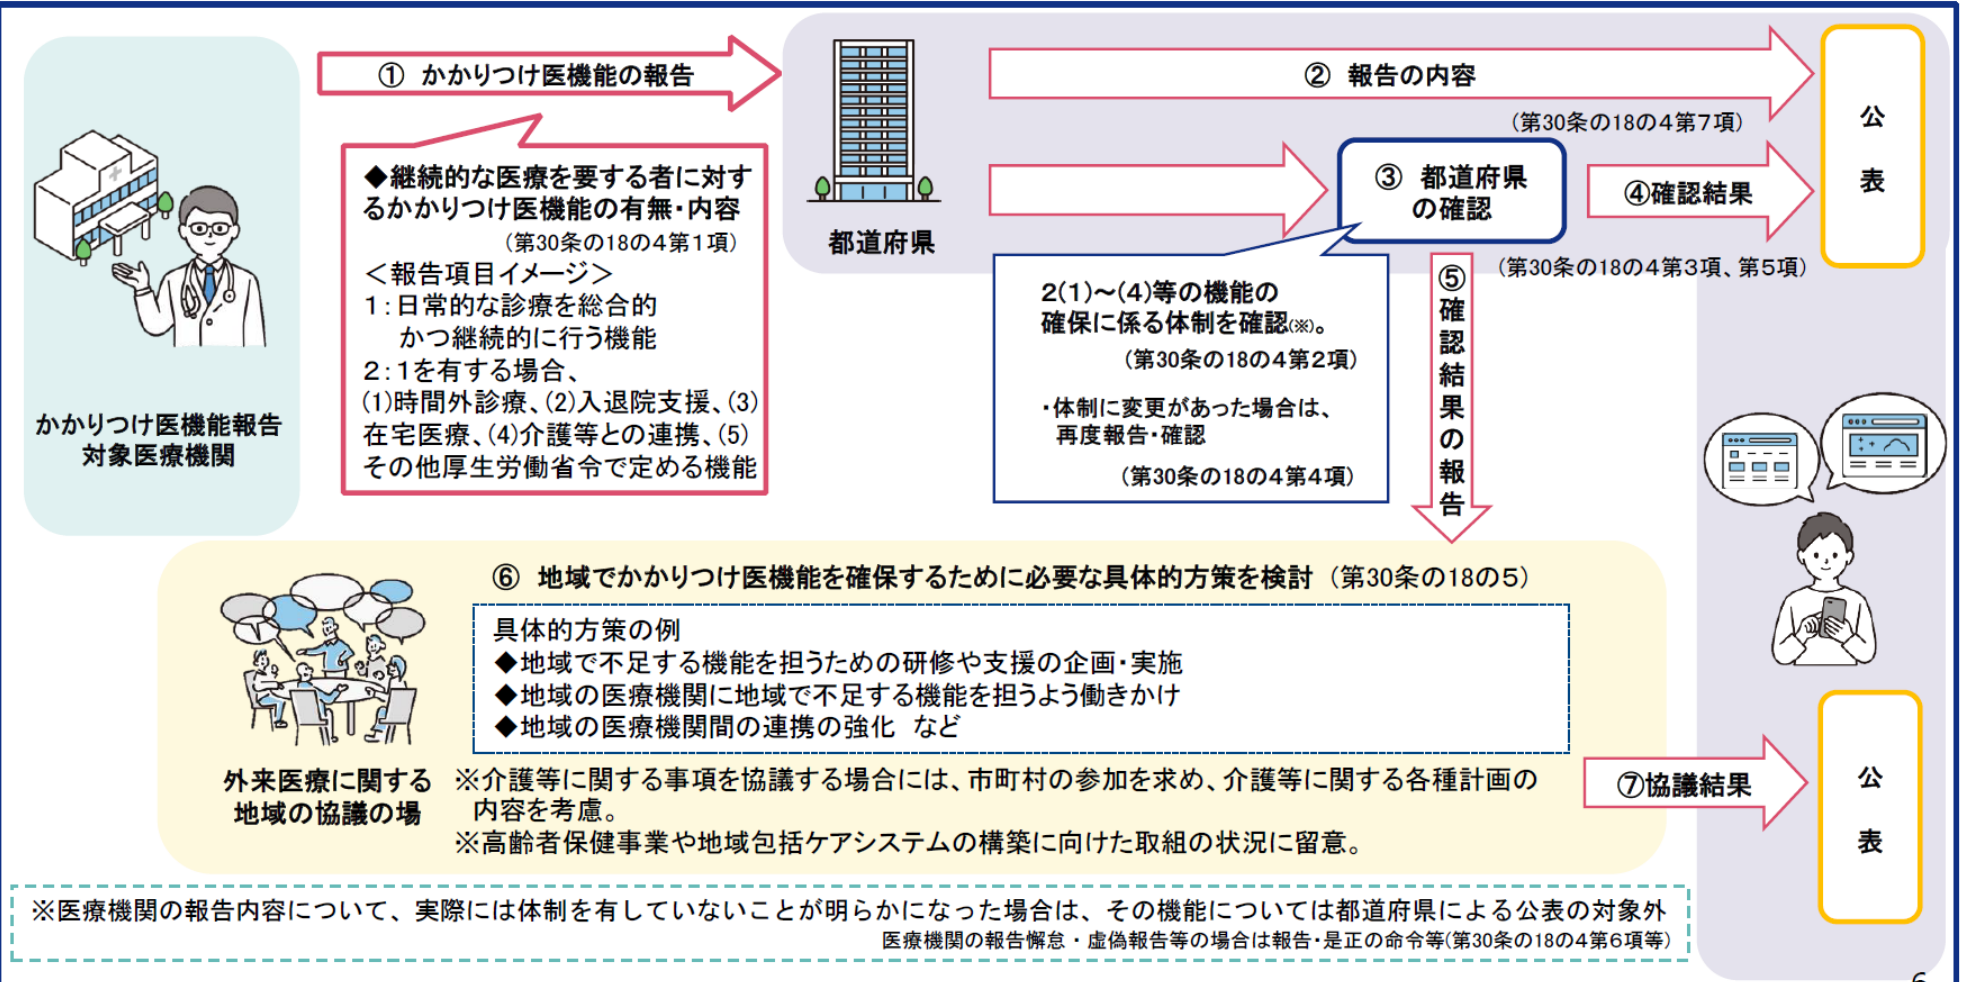 ① かかりつけ医機能の報告
② 報告の内容
(第30条の18の4第7項)
公
表
◆継続的な医療を要する者に対す
るかかりつけ医機能の有無・内容
(第30条の18の4第1項)
<報告項目イメージ>
1:日常的な診療を総合的
かつ継続的に行う機能
2:1を有する場合、
(1)時間外診療、(2)入退院支援、(3)
在宅医療、(4)介護等との連携、(5)
その他厚生労働省令で定める機能
かかりつけ医機能報告
対象医療機関
都道府県
③ 都道府県
の確認
④確認結果
(第30条の18の4第3項、第5項)
2(1)~(4)等の機能の
確保に係る体制を確認(※)。
(第30条の18の4第2項)
・体制に変更があった場合は、
再度報告・確認
(第30条の18の4第4項)
⑤確認結果の報告
⑥ 地域でかかりつけ医機能を確保するために必要な具体的方策を検討 (第30条の18の5)
具体的方策の例
◆地域で不足する機能を担うための研修や支援の企画・実施
◆地域の医療機関に地域で不足する機能を担うよう働きかけ
◆地域の医療機関間の連携の強化 など
外来医療に関する
地域の協議の場
※介護等に関する事項を協議する場合には、市町村の参加を求め、介護等に関する各種計画の
内容を考慮。
※高齢者保健事業や地域包括ケアシステムの構築に向けた取組の状況に留意。
⑦協議結果
公
表
※医療機関の報告内容について、実際には体制を有していないことが明らかになった場合は、その機能については都道府県による公表の対象外
医療機関の報告懈怠・虚偽報告等の場合は報告・是正の命令等(第30条の18の4第6項等)